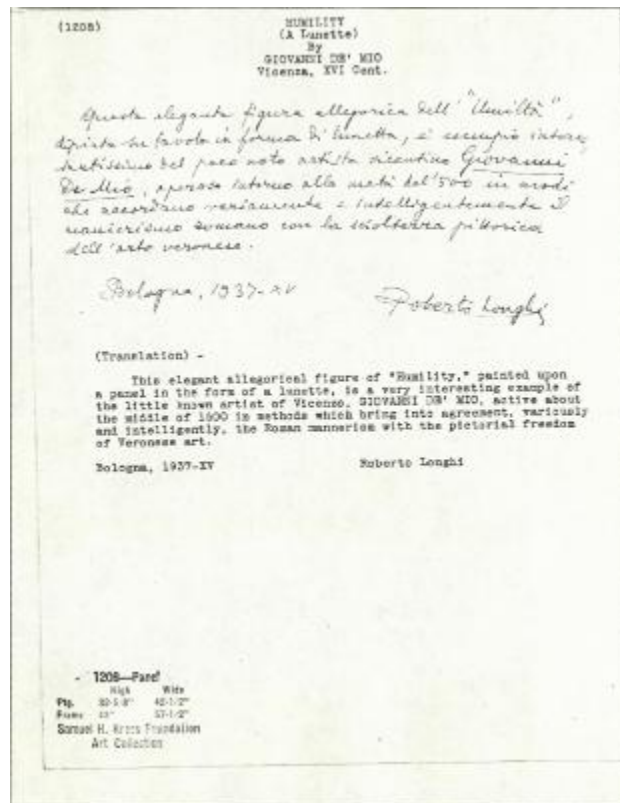 (1208)
HUMILITY
(A Lunette)
By
GIOVANNI DE' MIO
Vicenza, XVI Cent.
Questa elegante figura allegorica dell' "Umiltà",
dipinta su tavola in forma di lunetta, è esempio interes
santissimo del poco noto artista vicentino Giovanni
De Mio, operoso intorno alla metà del '500 in modi
che accordano variamente e intelligentemente il
manierismo romano con la scioltezza pittorica
dell'arte veronese.
Bologna, 1937-XV
Roberto Longhi
(Translation) -
This elegant allegorical figure of "Humility," painted upon
a panel in the form of a lunette, is a very interesting example of
the little known artist of Vicenza, GIOVANNI DE' MIO, active about
the middle of 1500 in methods which bring into agreement, variously
and intelligently, the Roman mannerism with the pictorial freedom
of Veronese art.
Bologna, 1937-XV Roberto Longhi
1208—Panel
High Wide
Ptg.
Frame 57-1/2"
Samuel H. Kress Foundation
Art Collection